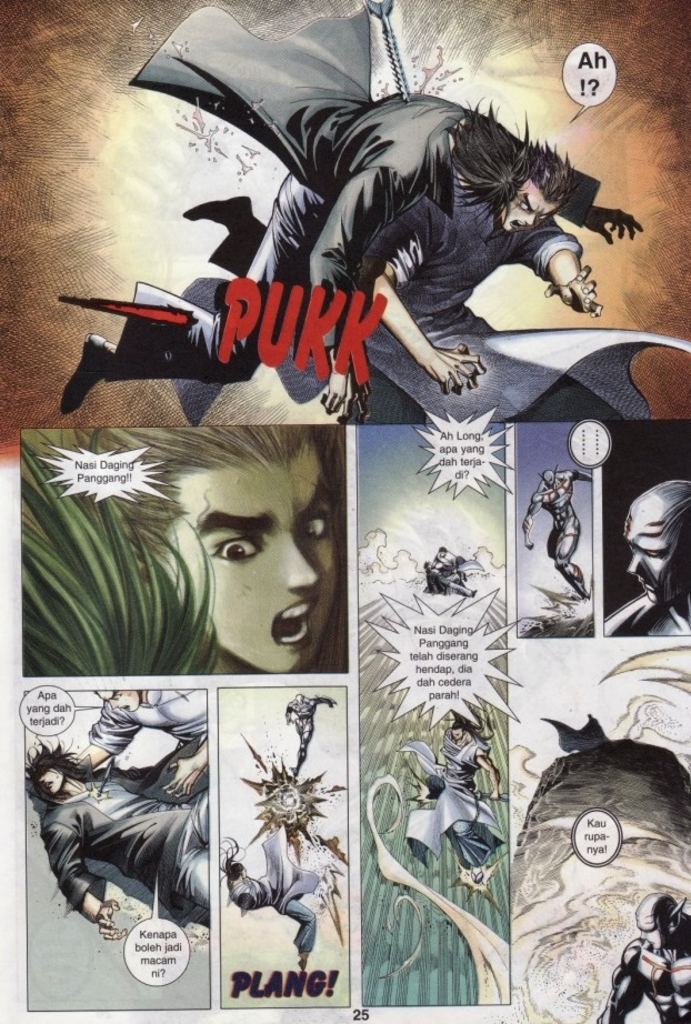 Ah
!?
PUKK
Nasi Daging
Panggang!!
Ah Long,
apa yang
dah terja-
di?
Nasi Daging
Panggang
telah diserang
hendap, dia
dah cedera
parah!
Apa
yang dah
terjadi?
Kenapa
boleh jadi
macam
ni?
PLANG!
Kau
rupa-
nya!
25